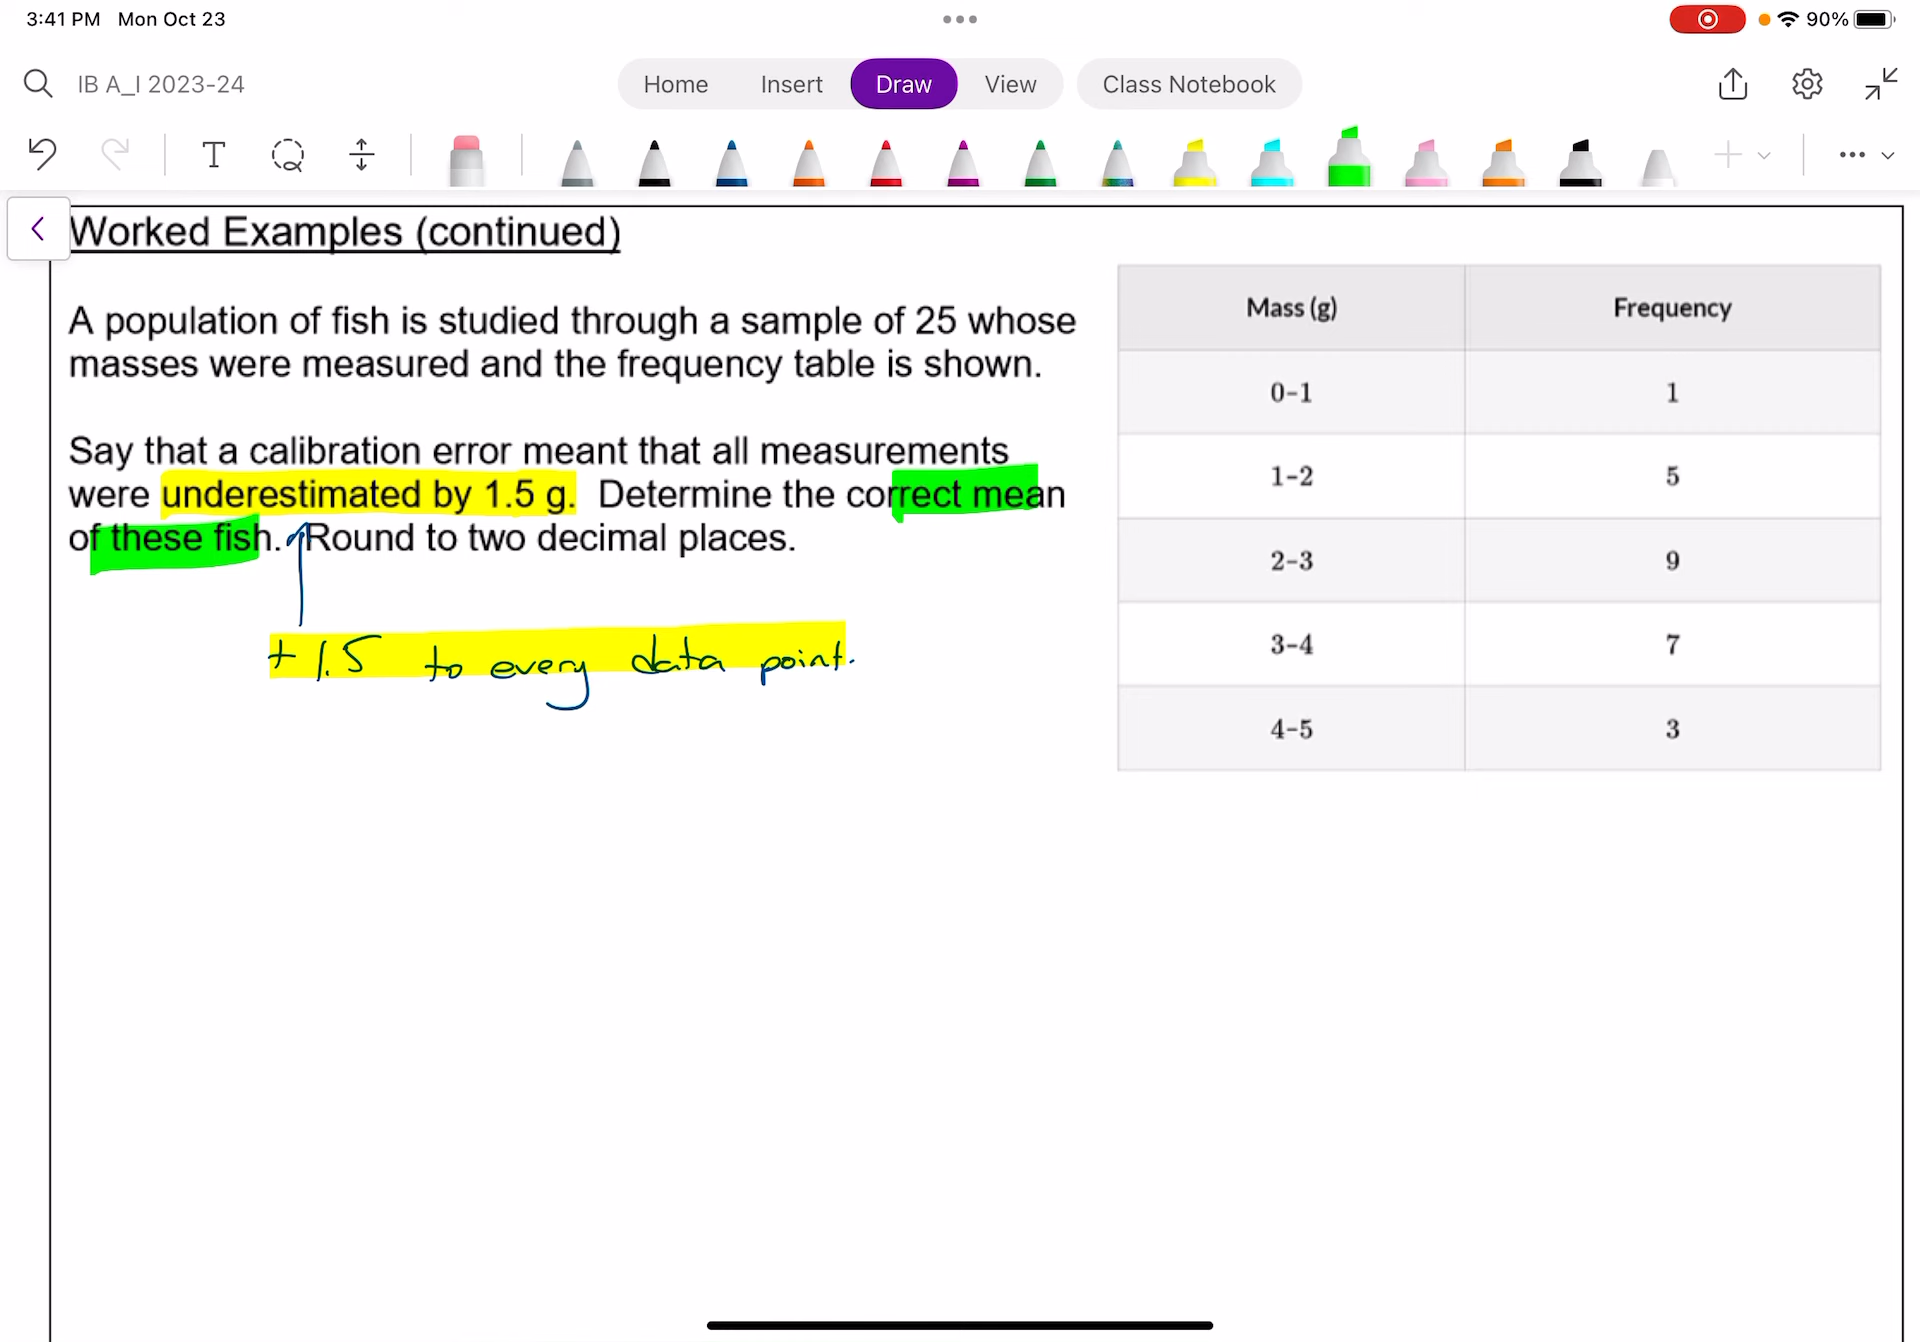 3:41 PM Mon Oct 23
90%
IB A_I 2023-24
Home Insert Draw View Class Notebook
T
Worked Examples (continued)
A population of fish is studied through a sample of 25 whose
masses were measured and the frequency table is shown.
Say that a calibration error meant that all measurements
were underestimated by 1.5 g. Determine the correct mean
of these fish. Round to two decimal places.
+ 1.5 to every data point.
Mass (g) Frequency
0-1 1
1-2 5
2-3 9
3-4 7
4-5 3